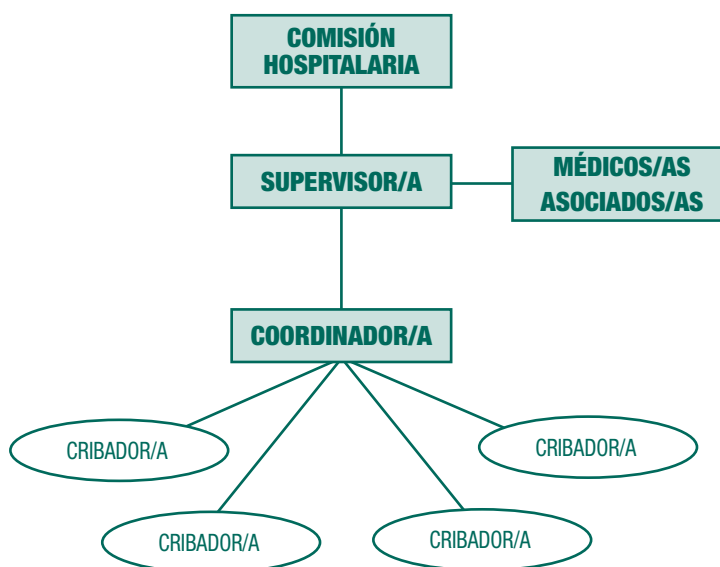 COMISIÓN
HOSPITALARIA
SUPERVISOR/A
MÉDICOS/AS
ASOCIADOS/AS
COORDINADOR/A
CRIBADOR/A
CRIBADOR/A
CRIBADOR/A
CRIBADOR/A